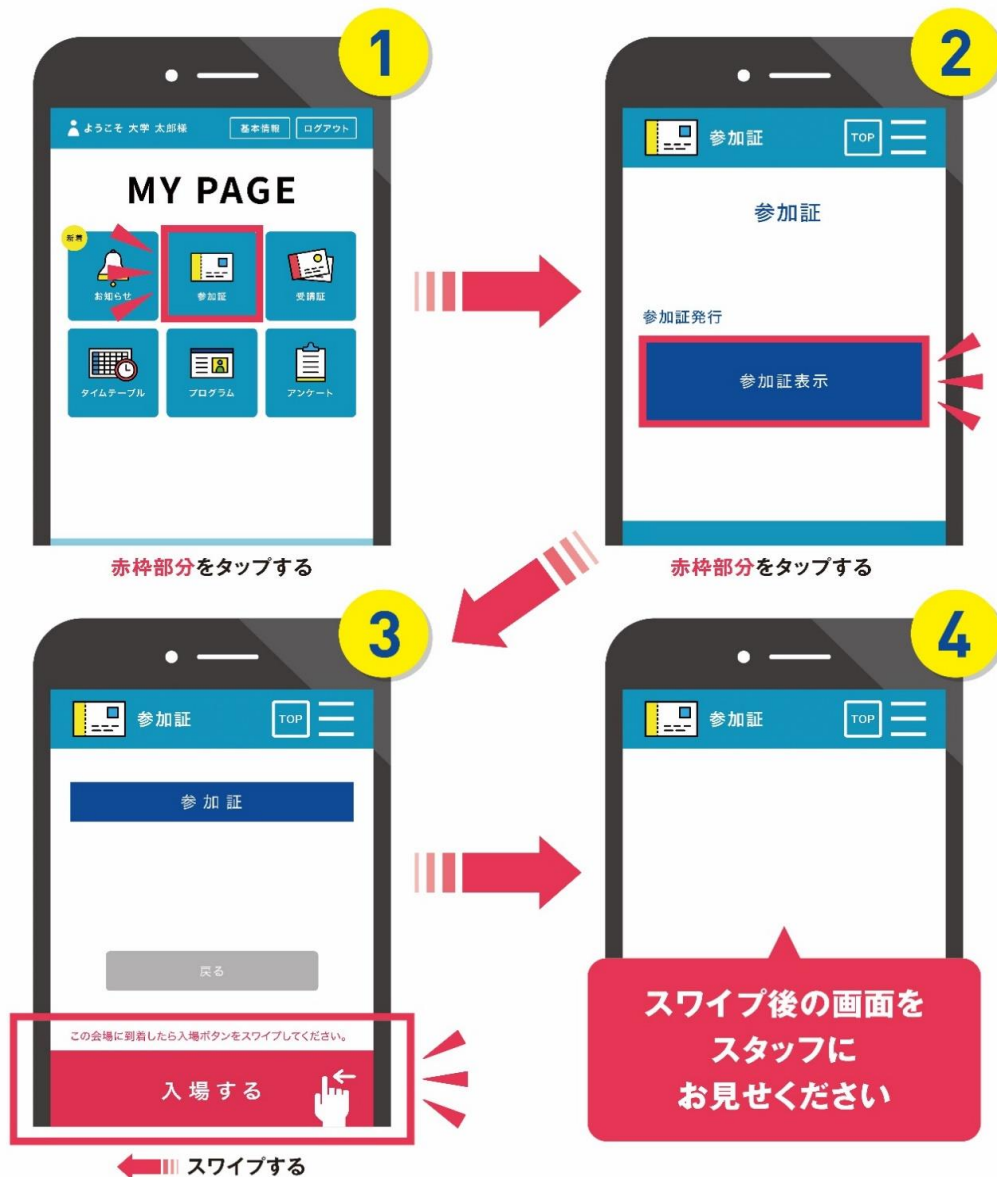 1
ようこそ 大学 太郎様
基本情報
ログアウト
MY PAGE
新着
お知らせ
参加証
受講証
タイムテーブル
プログラム
アンケート
赤枠部分をタップする
2
参加証
TOP
参加証
参加証発行
参加証表示
赤枠部分をタップする
3
参加証
TOP
参加証
戻る
この会場に到着したら入場ボタンをスワイプしてください。
入場する
スワイプする
4
参加証
TOP
スワイプ後の画面を
スタッフに
お見せください